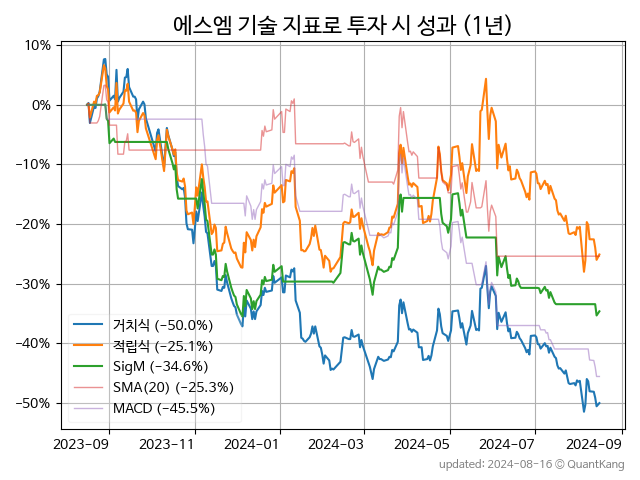 에스엠 기술 지표로 투자 시 성과 (1년)
10%
0%
−10%
−20%
−30%
−40%
−50%
거치식 (−50.0%)
적립식 (−25.1%)
SigM (−34.6%)
SMA(20) (−25.3%)
MACD (−45.5%)
2023-09 2023-11 2024-01 2024-03 2024-05 2024-07 2024-09
updated: 2024-08-16 © QuantKang